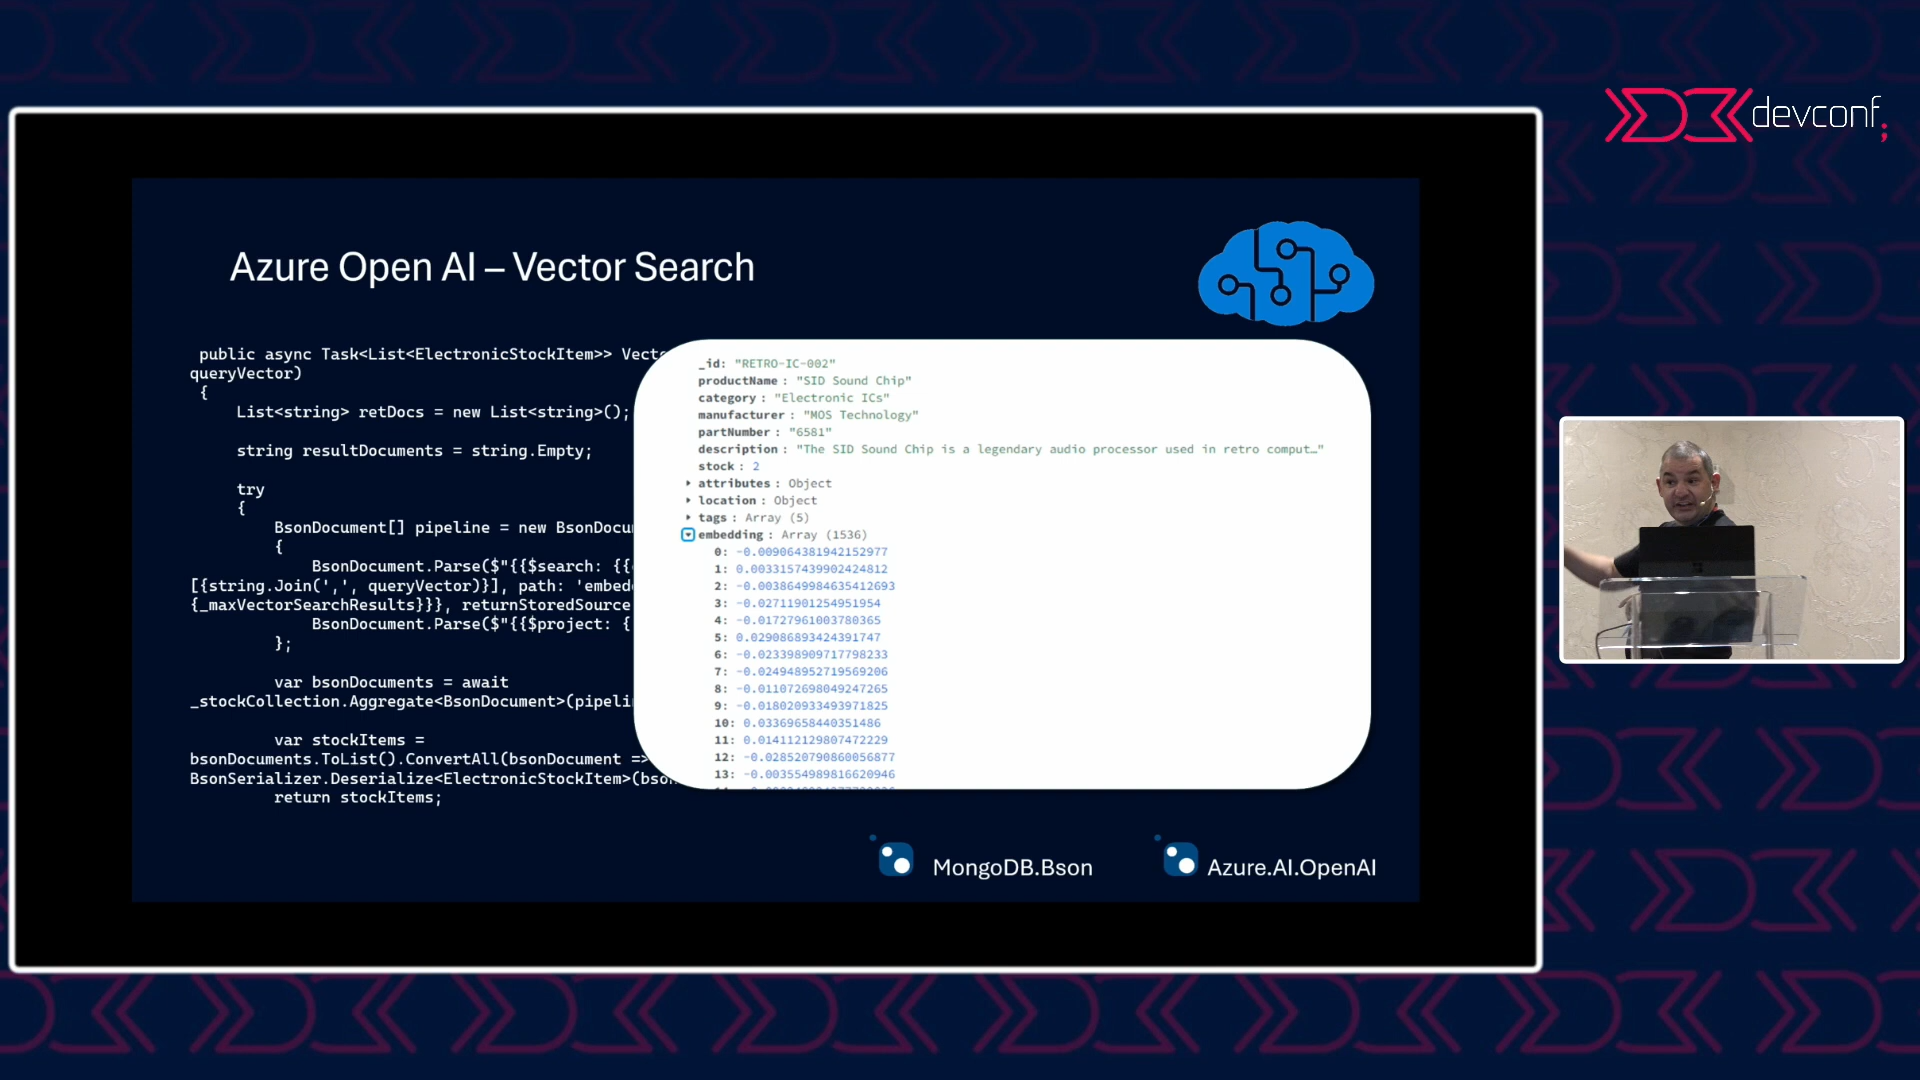 devconf;
Azure Open AI – Vector Search
public async Task<List<ElectronicStockItem>>
queryVector)
{
List<string> retDocs = new List<string>();
string resultDocuments = string.Empty;
try
{
BsonDocument[] pipeline = new
{
BsonDocument.Parse($"{{$search:
[{string.Join(',', queryVector)}], path:
{_maxVectorSearchResults}}}, returnStoredSource
BsonDocument.Parse($"{{$project: {
};
var bsonDocuments = await
_stockCollection.Aggregate<BsonDocument>
var stockItems =
bsonDocuments.ToList().ConvertAll(bsonDocument =>
BsonSerializer.Deserialize<ElectronicStockItem>
return stockItems;
_id: "RETRO-IC-002"
productName : "SID Sound Chip"
category : "Electronic ICs"
manufacturer : "MOS Technology"
partNumber : "6581"
description : "The SID Sound Chip is a legendary audio processor used in retro comput…"
stock : 2
attributes : Object
location : Object
tags : Array (5)
embedding : Array (1536)
0: -0.009064381942152977
1: 0.0033157439902424812
2: -0.0038649984635412693
3: -0.02711901254951954
4: -0.01727961003780365
5: 0.029086893424391747
6: -0.023398909717798233
7: -0.024948952719569206
8: -0.011072698049247265
9: -0.018020933493971825
10: 0.03369658440351486
11: 0.014112129807472229
12: -0.028520790860056877
13: -0.003554989816620946
MongoDB.Bson
Azure.AI.OpenAI